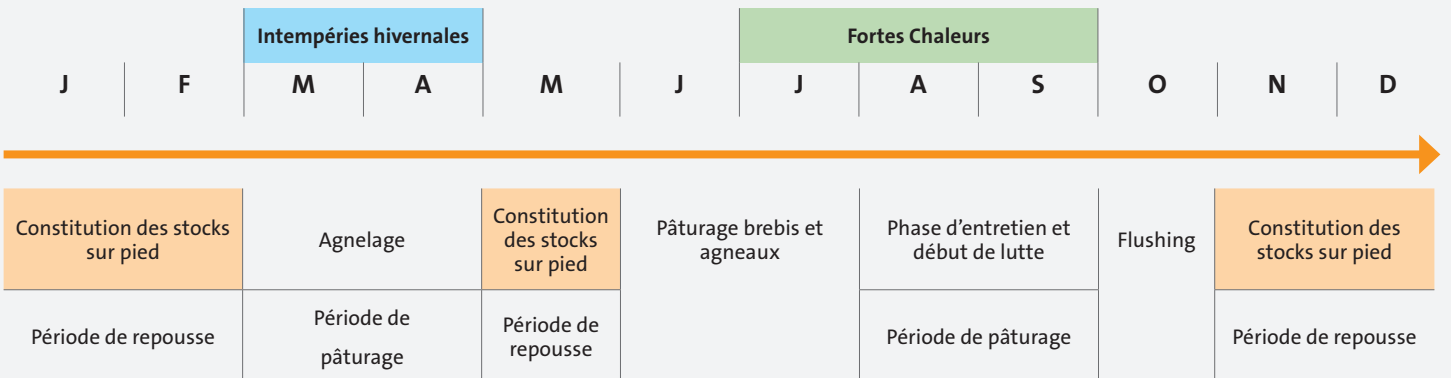 Intempéries hivernales
Fortes Chaleurs
J F M A M J J A S O N D
Constitution des stocks
sur pied
Agnelage
Constitution
des stocks
sur pied
Pâturage brebis et
agneaux
Phase d’entretien et
début de lutte
Flushing
Constitution des
stocks sur pied
Période de repousse
Période de
pâturage
Période de
repousse
Période de pâturage
Période de repousse